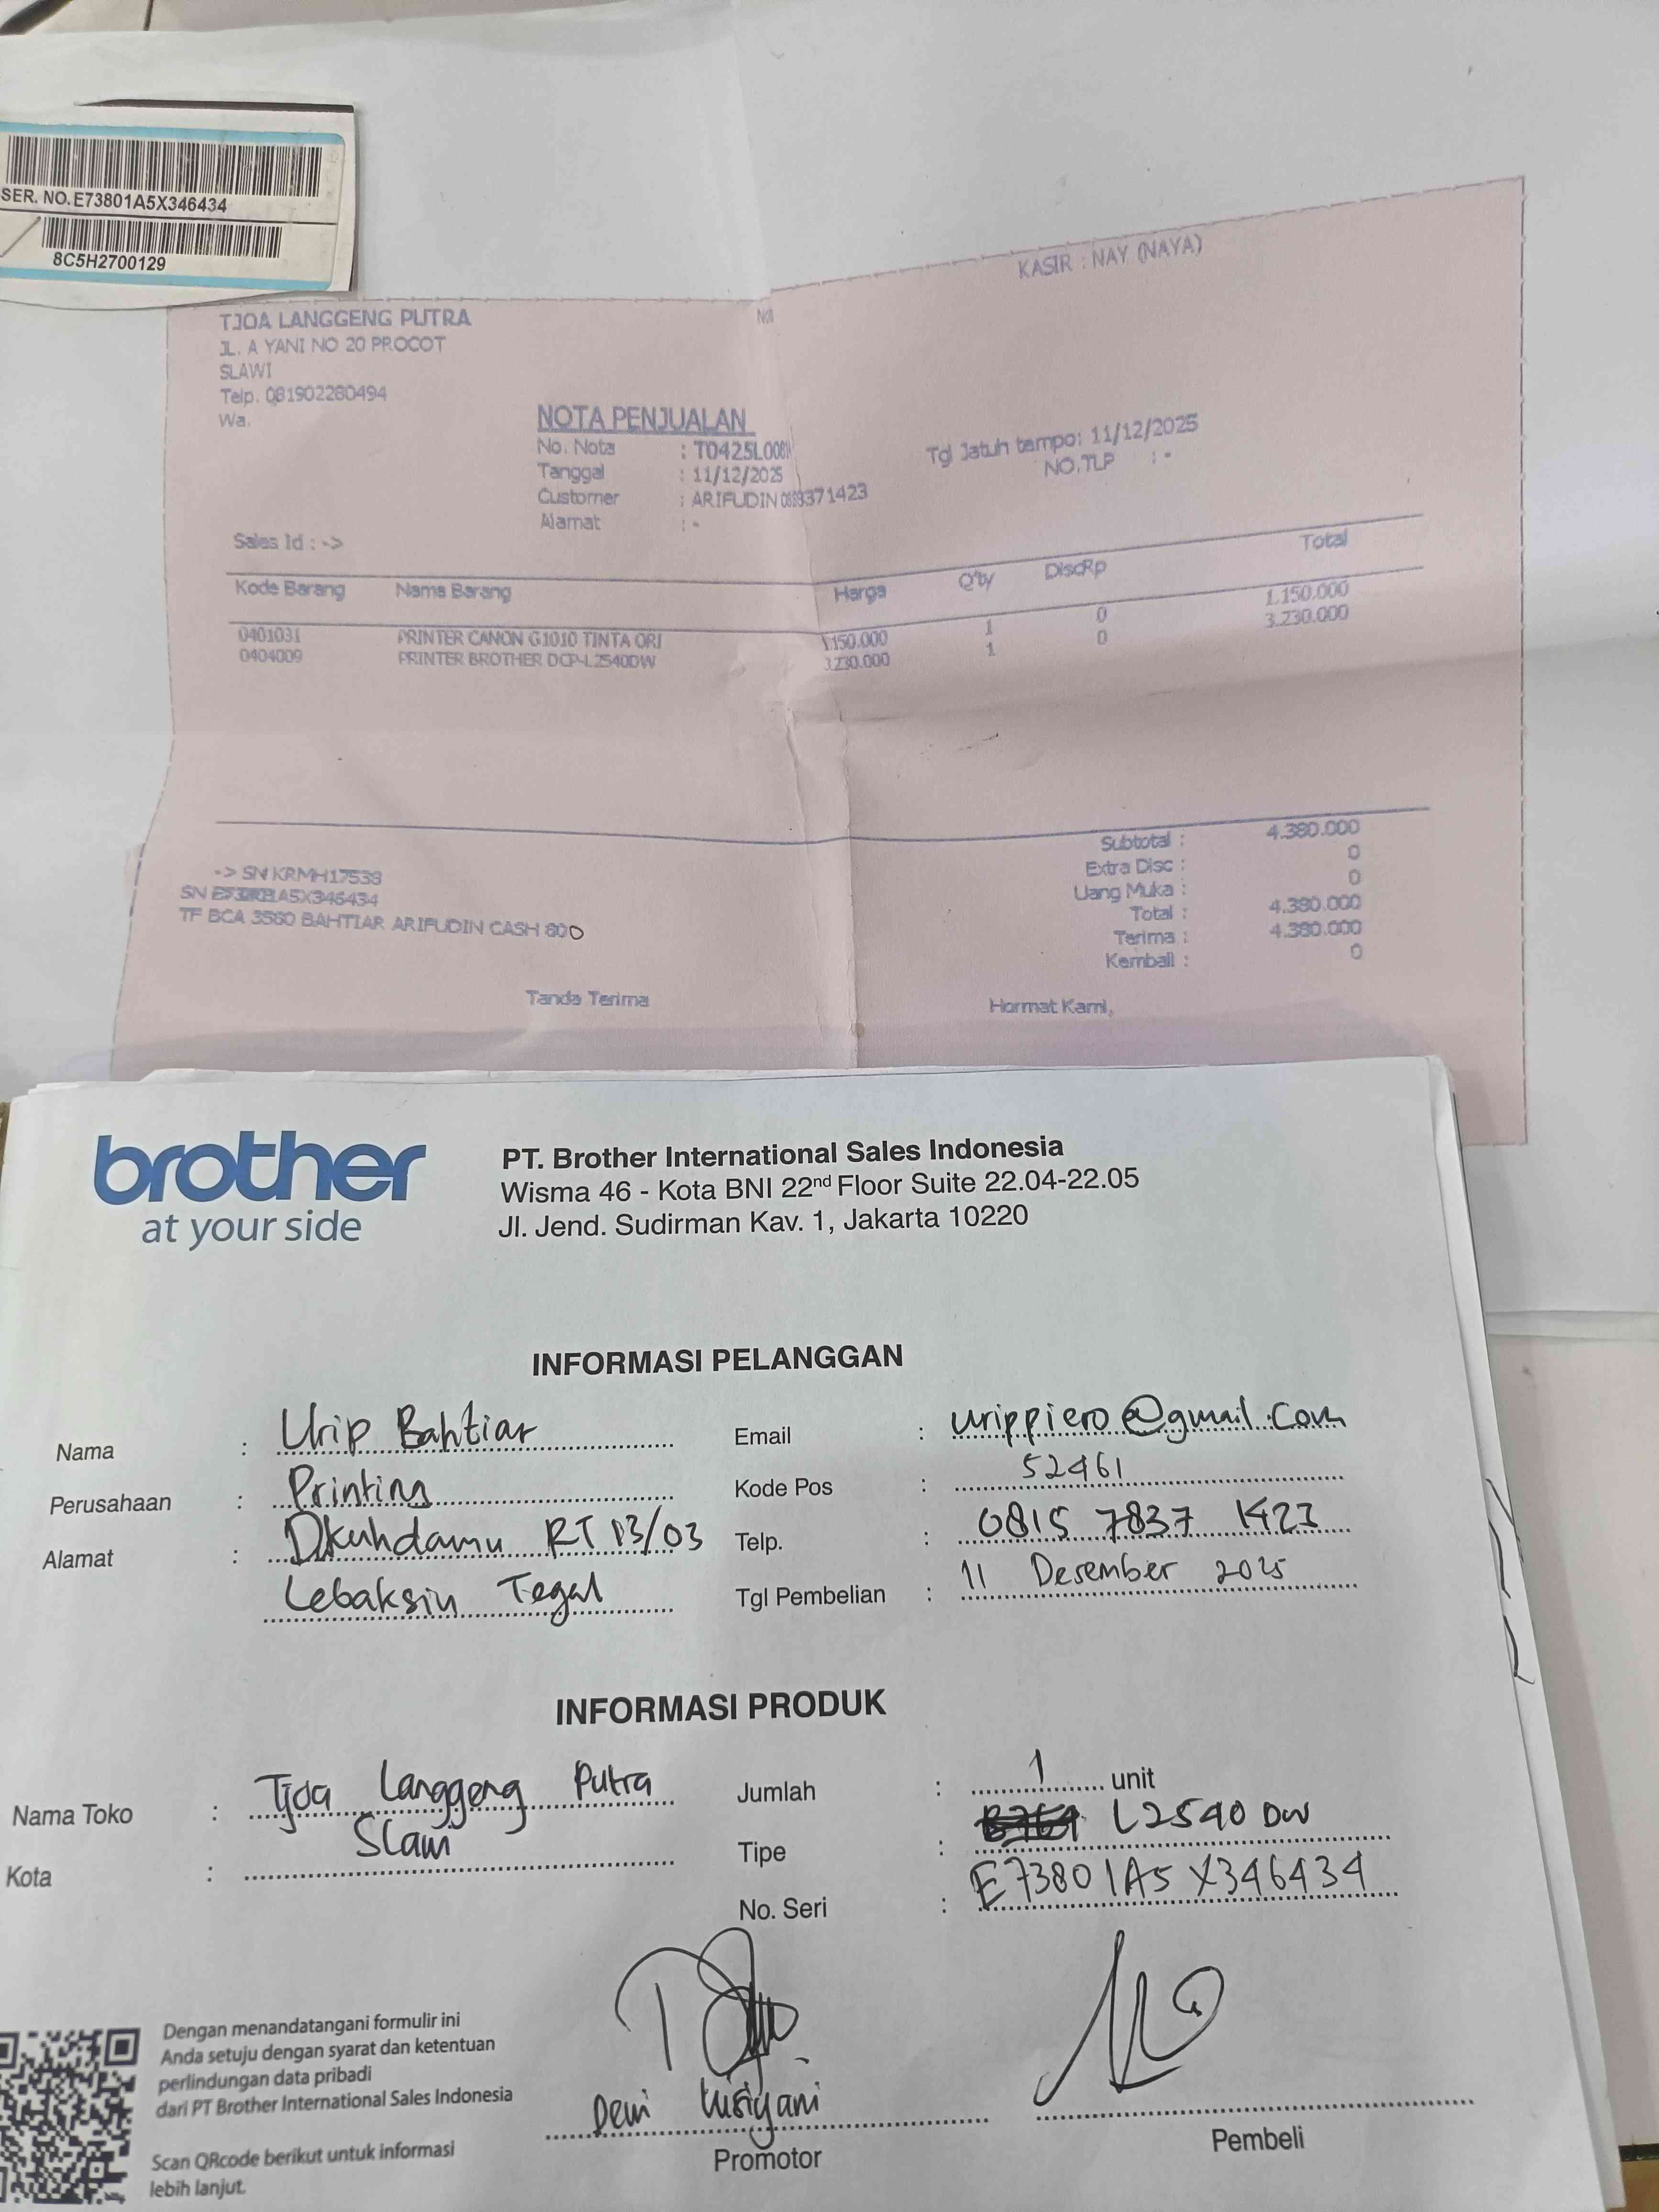 SER. NO. E73801A5X346434
8C5H2700129
KASIR : NAY (NAYA)
TJOA LANGGENG PUTRA
JL. A YANI NO 20 PROCOT
SLAWI
Telp. 081902280494
Wa.
NOTA PENJUALAN
No. Nota :
Tanggal : 11/12/2025
Customer : ARIFUDIN
Alamat : -
Tgl Jatuh tempo: 11/12/2025
NO.TLP : -
Sales Id : ->
Kode Barang Nama Barang Harga Q'ty DiscRp Total
0401031 PRINTER CANON G1010 TINTA ORI 1.150.000 1 0 1.150.000
0404009 PRINTER BROTHER DCP-L2540DW 3.230.000 1 0 3.230.000
-> SN KRMH17538
SN
TF BCA 3580 BAHTIAR ARIFUDIN CASH 800
Subtotal : 4.380.000
Extra Disc : 0
Uang Muka : 0
Total : 4.380.000
Terima : 4.380.000
Kembali : 0
Tanda Terima Hormat Kami,
brother
at your side
PT. Brother International Sales Indonesia
Wisma 46 - Kota BNI 22nd Floor Suite 22.04-22.05
Jl. Jend. Sudirman Kav. 1, Jakarta 10220
INFORMASI PELANGGAN
Nama : Urip Bahtiar
Perusahaan : Printing
Alamat : Dkuhdamu RT 13/03
Lebaksiu Tegal
Email : urippiero@gmail.com
Kode Pos : 52461
Telp. : 0815 7837 1423
Tgl Pembelian : 11 Desember 2025
INFORMASI PRODUK
Nama Toko : Tjoa Langgeng Putra
Kota : Slawi
Jumlah : 1 unit
Tipe : L2540 DW
No. Seri : E73801A5X346434
Dengan menandatangani formulir ini
Anda setuju dengan syarat dan ketentuan
perlindungan data pribadi
dari PT Brother International Sales Indonesia
Scan QRcode berikut untuk informasi
lebih lanjut.
Dewi
Promotor
Pembeli